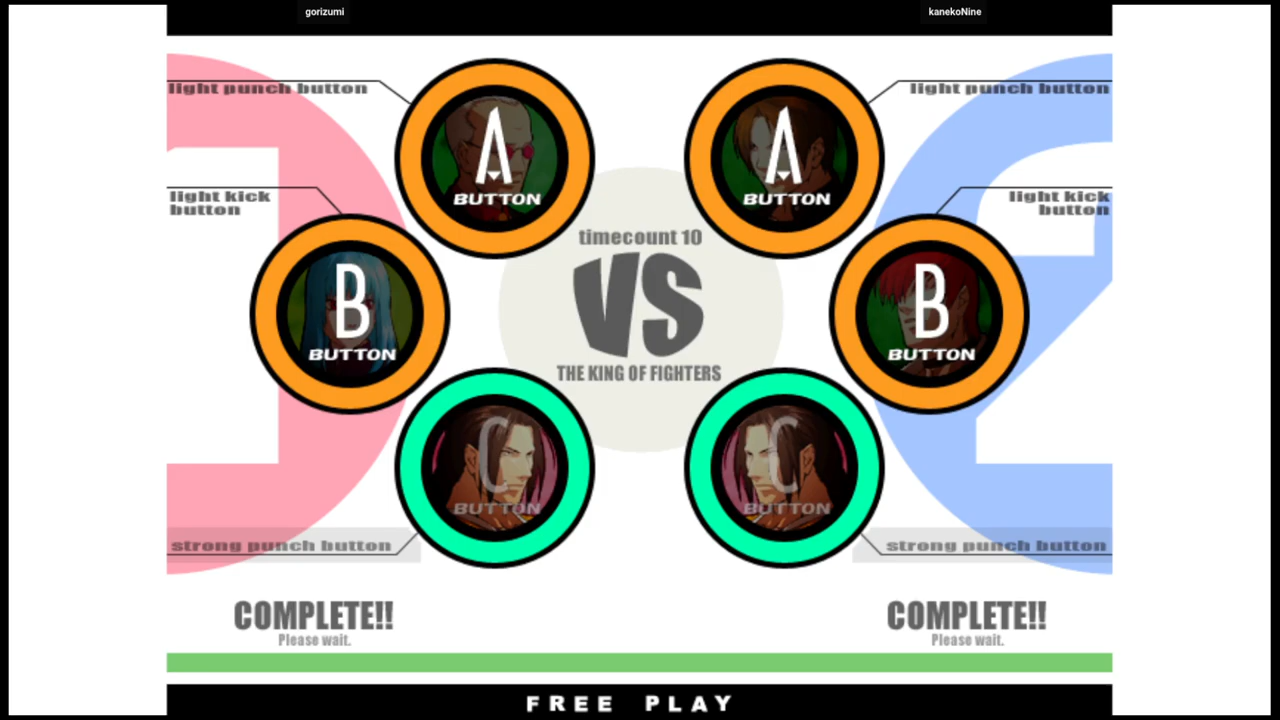 gorizumi
kanekoNine
light punch button
A
BUTTON
A
BUTTON
light punch button
light kick
button
B
BUTTON
timecount 10
VS
THE KING OF FIGHTERS
light kick
button
B
BUTTON
C
BUTTON
C
BUTTON
strong punch button
strong punch button
COMPLETE!!
Please wait.
COMPLETE!!
Please wait.
FREE PLAY